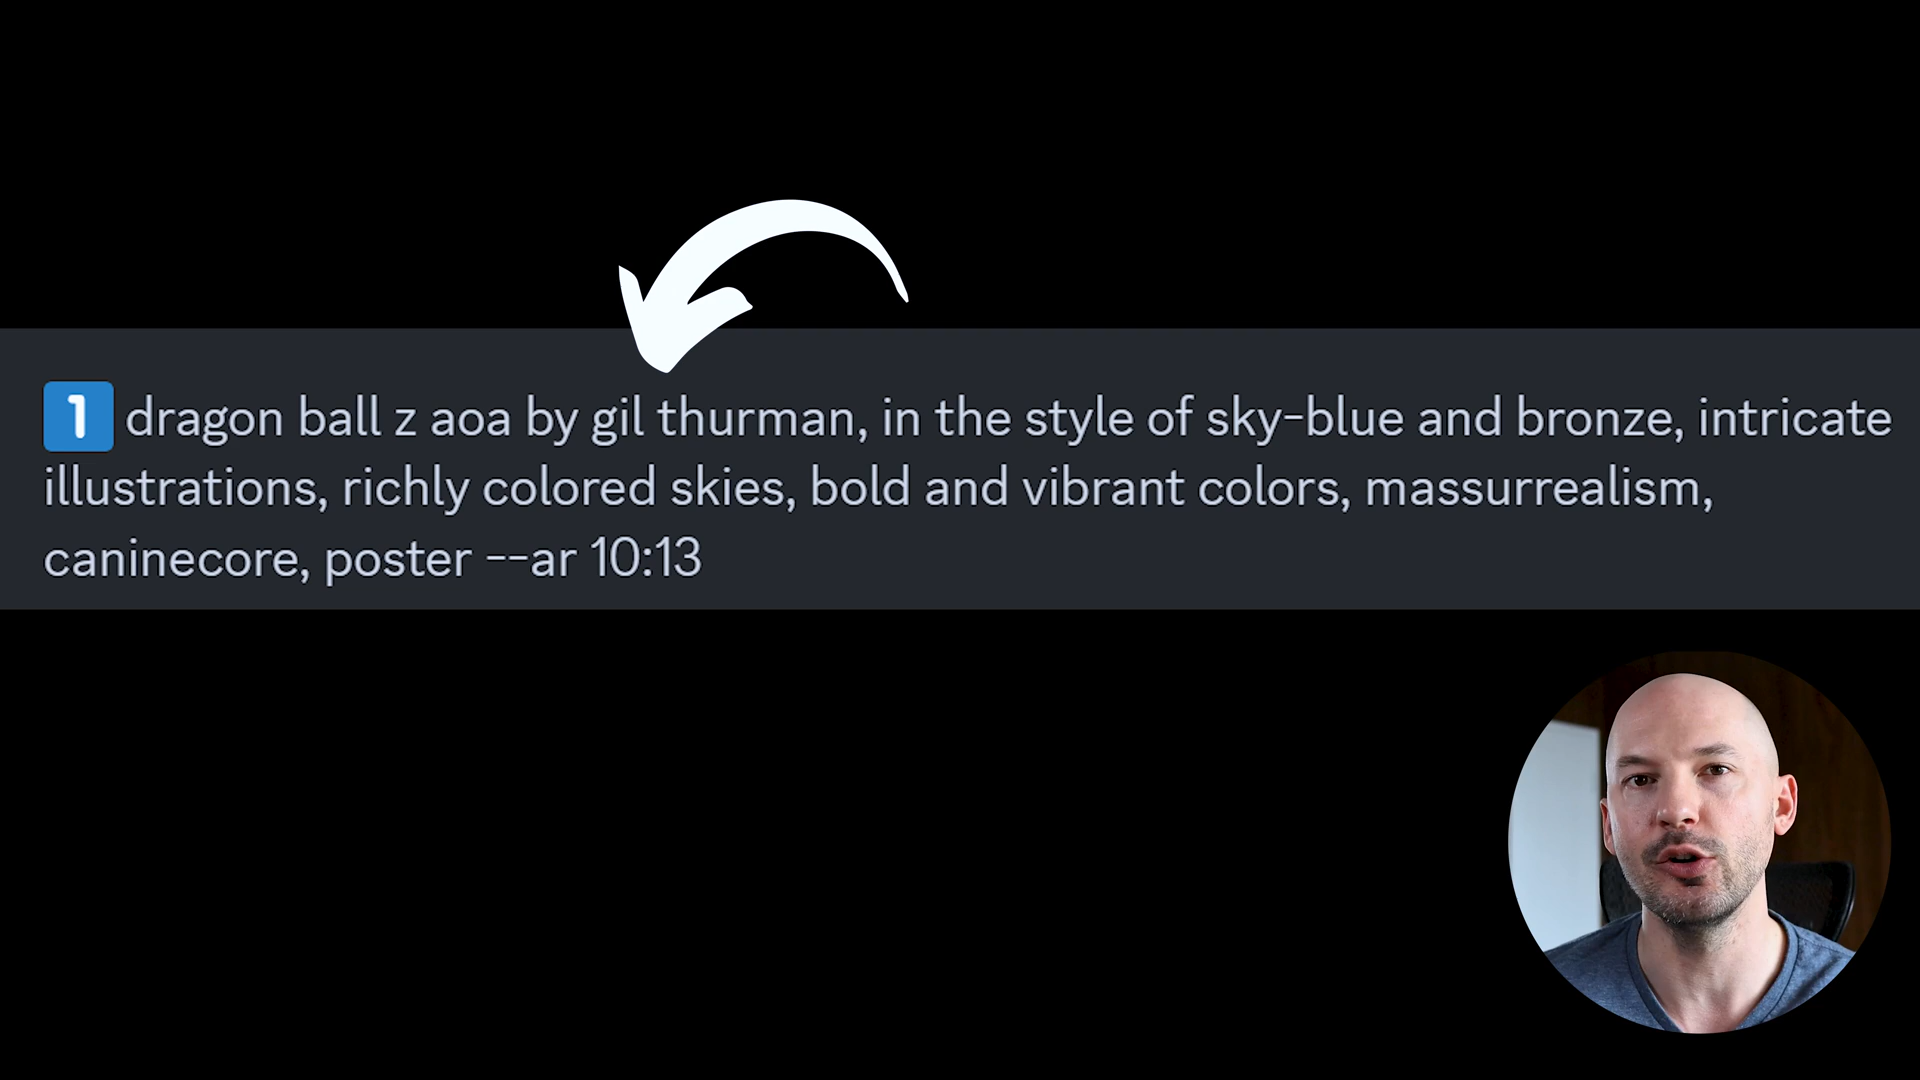 1 dragon ball z aoa by gil thurman, in the style of sky-blue and bronze, intricate
illustrations, richly colored skies, bold and vibrant colors, massurrealism,
caninecore, poster --ar 10:13